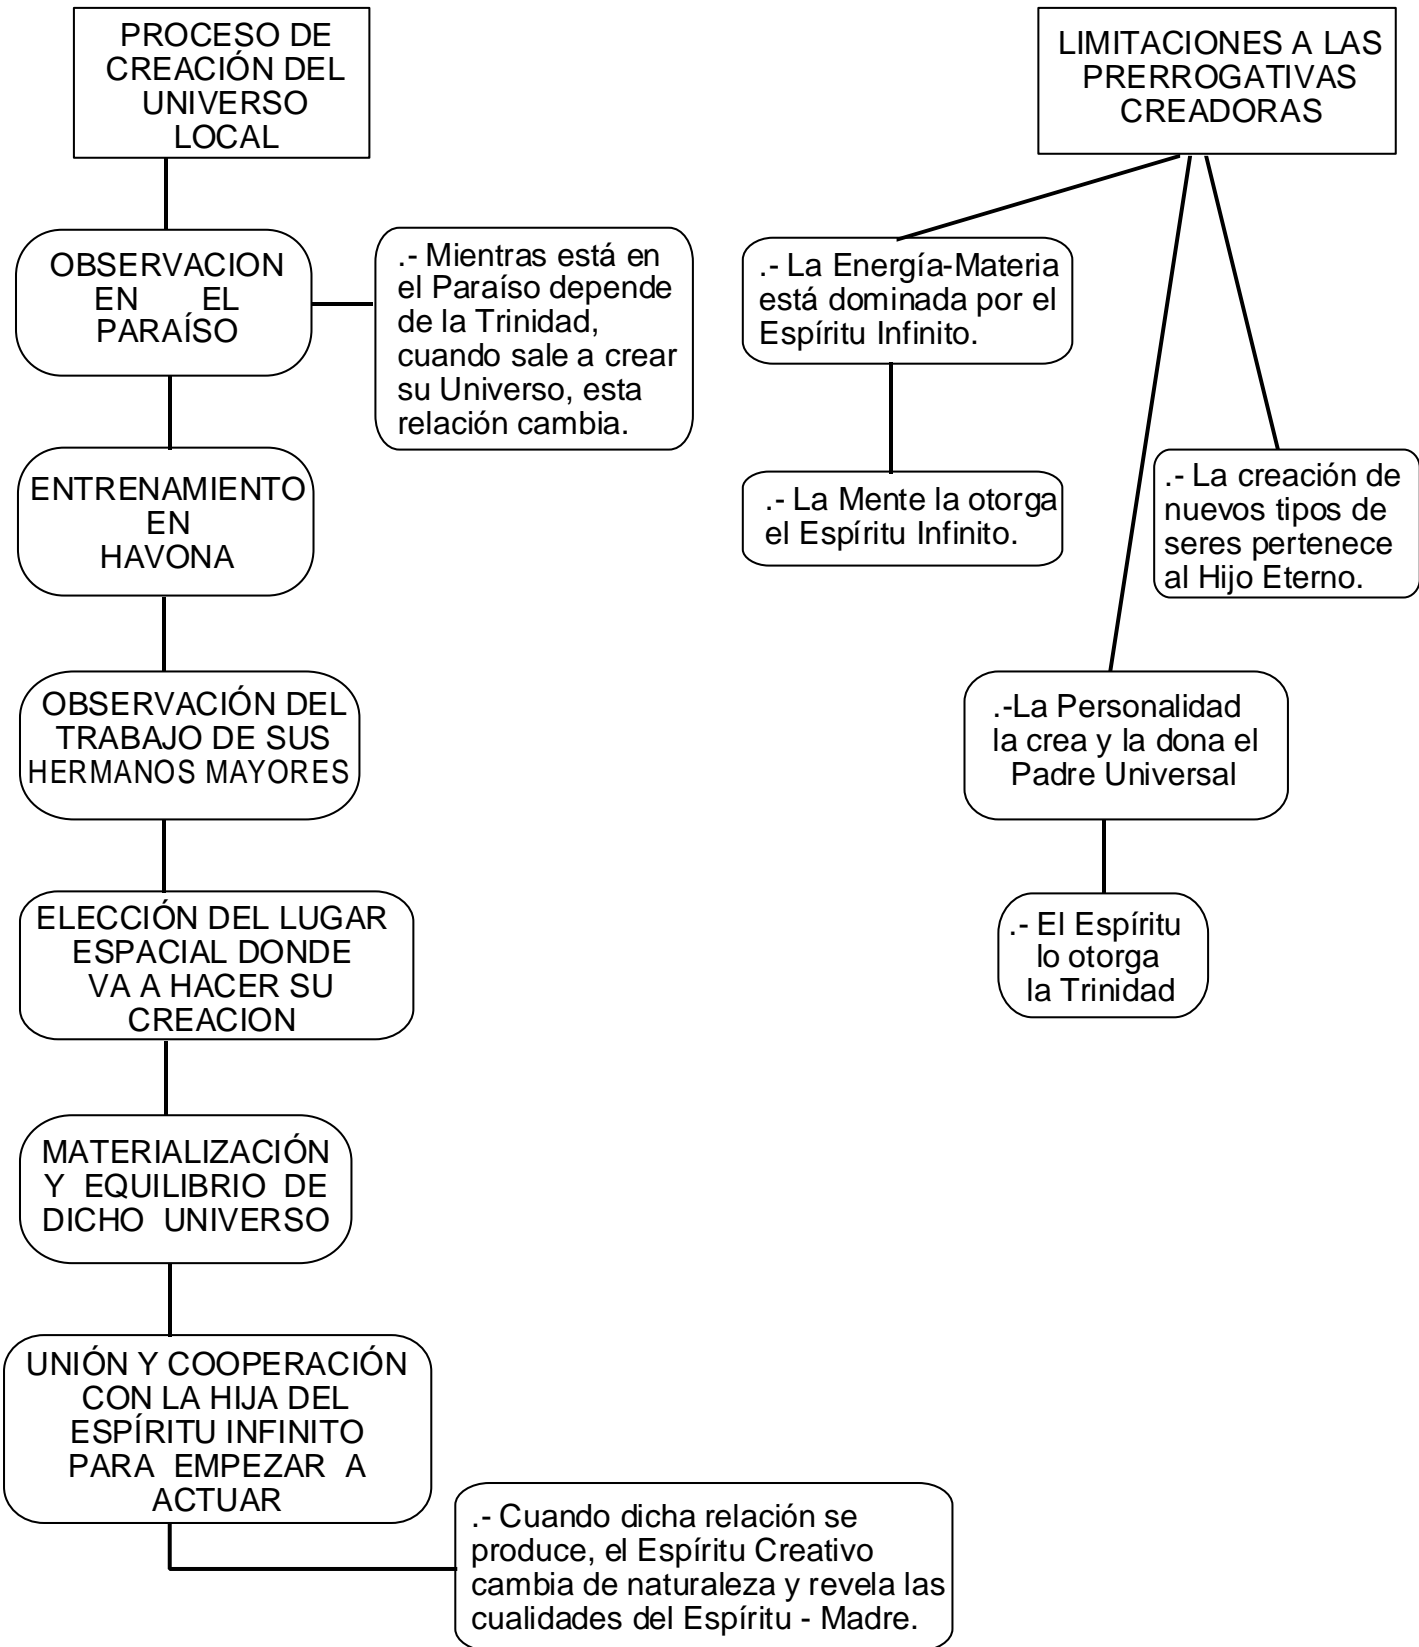 PROCESO DE
CREACIÓN DEL
UNIVERSO
LOCAL
OBSERVACION
EN EL
PARAÍSO
.- Mientras está en
el Paraíso depende
de la Trinidad,
cuando sale a crear
su Universo, esta
relación cambia.
ENTRENAMIENTO
EN
HAVONA
OBSERVACIÓN DEL
TRABAJO DE SUS
HERMANOS MAYORES
ELECCIÓN DEL LUGAR
ESPACIAL DONDE
VA A HACER SU
CREACION
MATERIALIZACIÓN
Y EQUILIBRIO DE
DICHO UNIVERSO
UNIÓN Y COOPERACIÓN
CON LA HIJA DEL
ESPÍRITU INFINITO
PARA EMPEZAR A
ACTUAR
.- Cuando dicha relación se
produce, el Espíritu Creativo
cambia de naturaleza y revela las
cualidades del Espíritu - Madre.
LIMITACIONES A LAS
PRERROGATIVAS
CREADORAS
.- La Energía-Materia
está dominada por el
Espíritu Infinito.
.- La Mente la otorga
el Espíritu Infinito.
.- La creación de
nuevos tipos de
seres pertenece
al Hijo Eterno.
.-La Personalidad
la crea y la dona el
Padre Universal
.- El Espíritu
lo otorga
la Trinidad